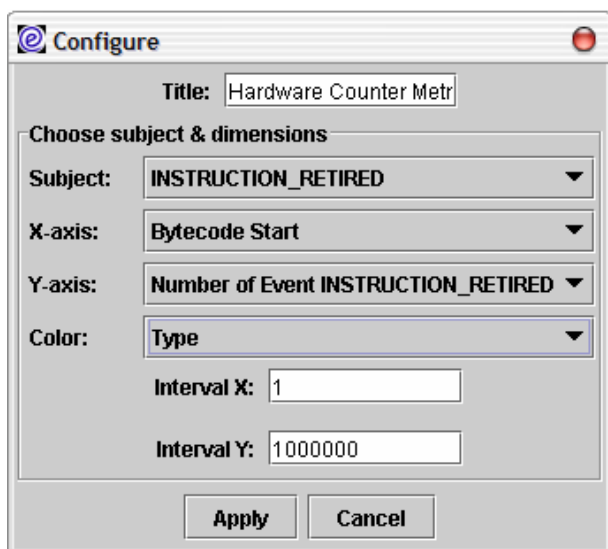 Configure
Title: Hardware Counter Metr
Choose subject & dimensions
Subject: INSTRUCTION_RETIRED
X-axis: Bytecode Start
Y-axis: Number of Event INSTRUCTION_RETIRED
Color: Type
Interval X: 1
Interval Y: 1000000
Apply Cancel